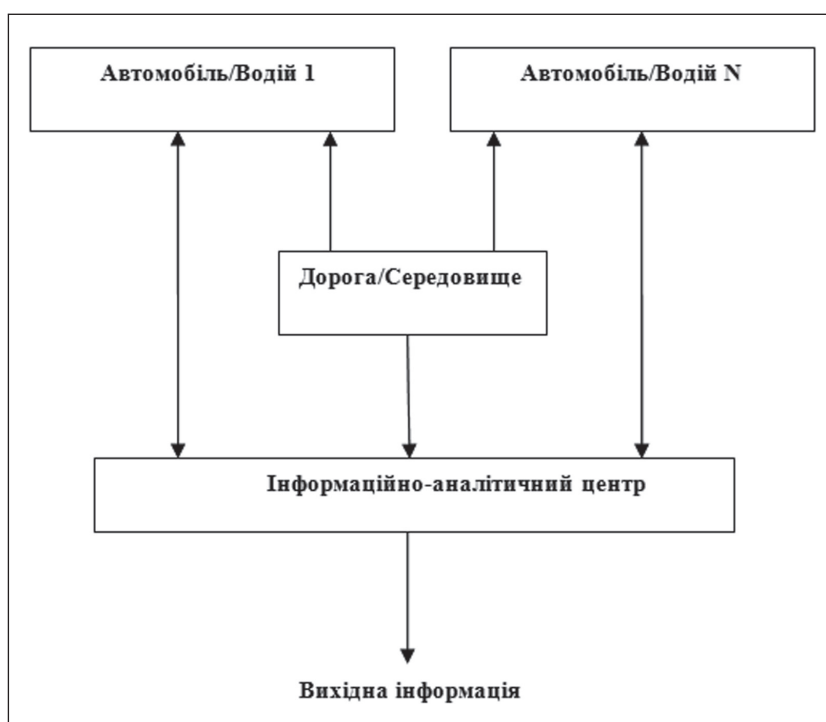 Автомобіль/Водій 1
Автомобіль/Водій N
Дорога/Середовище
Інформаційно-аналітичний центр
Вихідна інформація